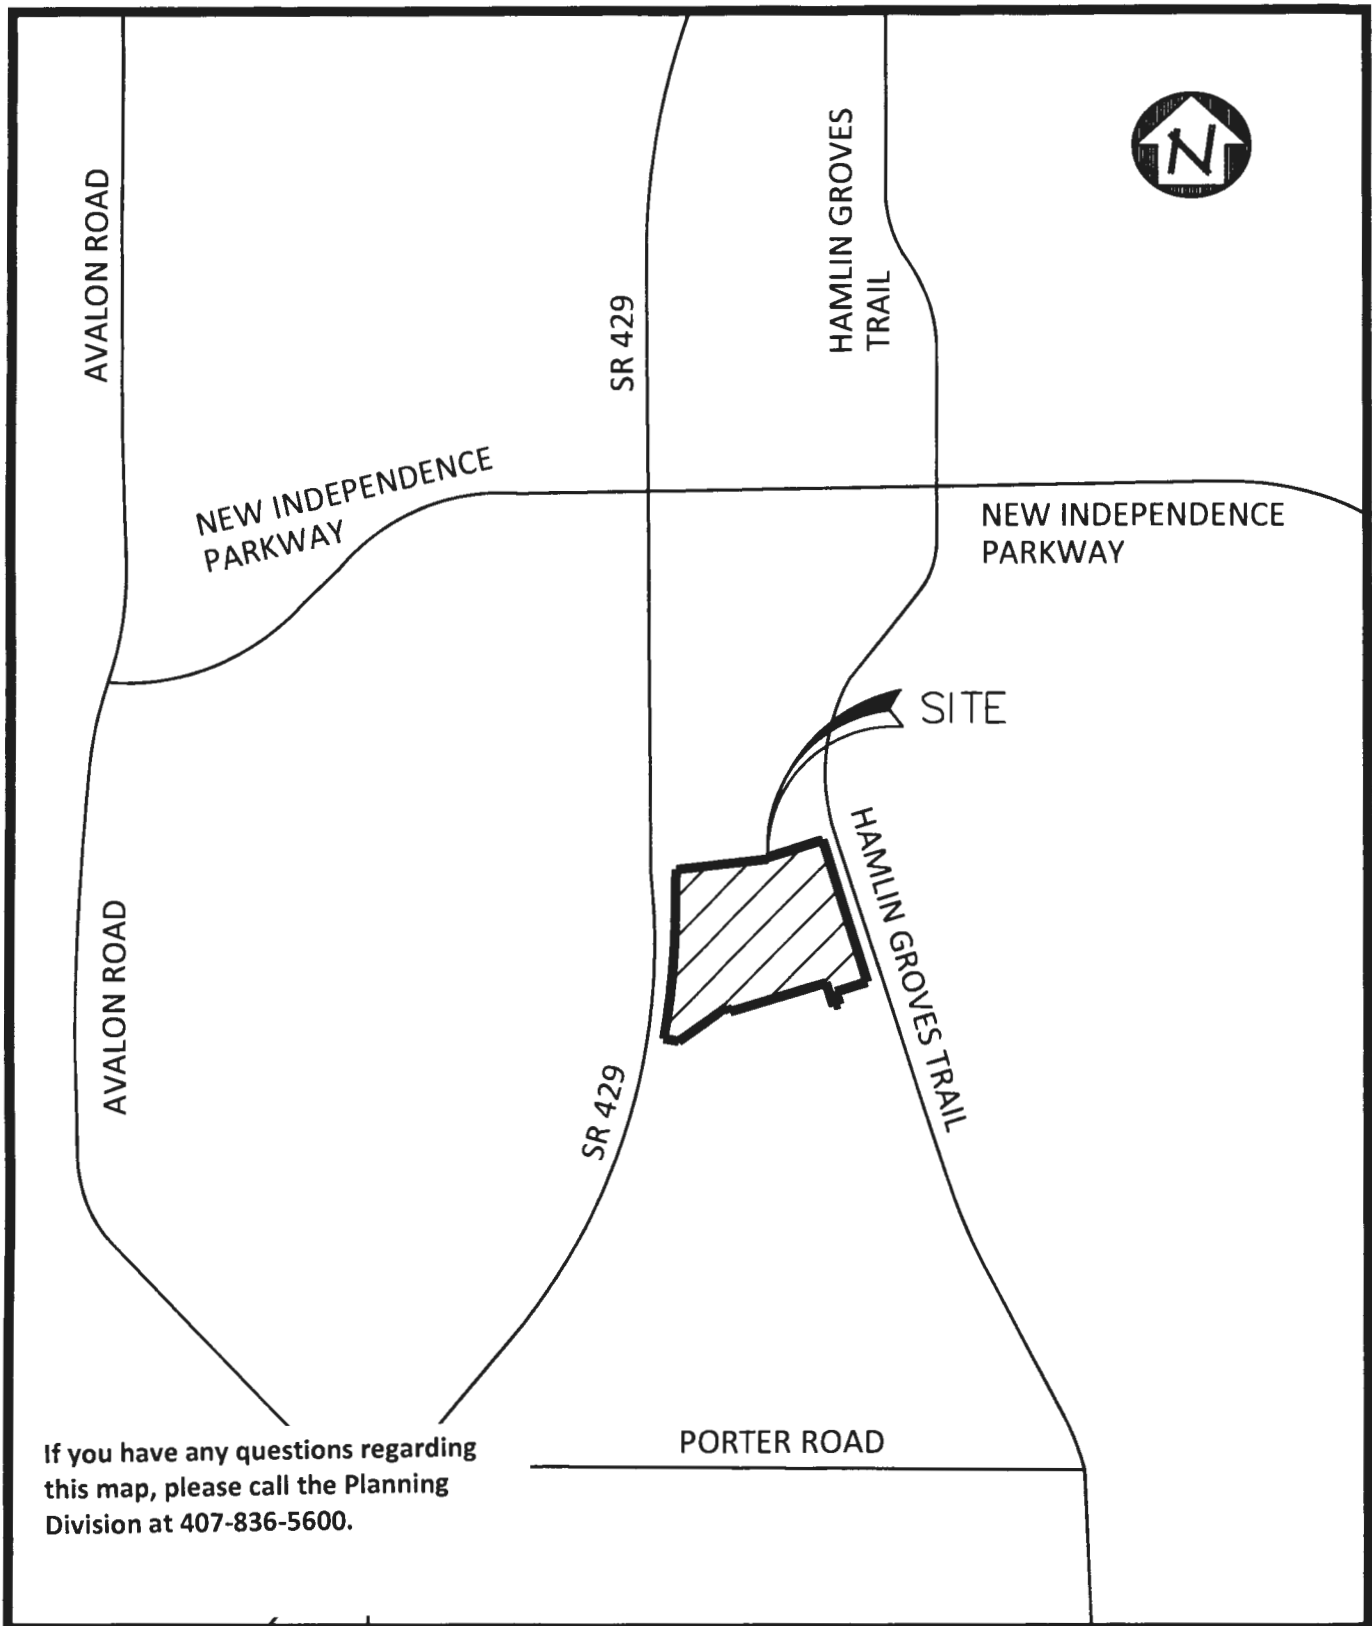 N
HAMLIN GROVES
TRAIL
AVALON ROAD
SR 429
NEW INDEPENDENCE
PARKWAY
NEW INDEPENDENCE
PARKWAY
SITE
HAMLIN GROVES TRAIL
AVALON ROAD
SR 429
PORTER ROAD
If you have any questions regarding
this map, please call the Planning
Division at 407-836-5600.